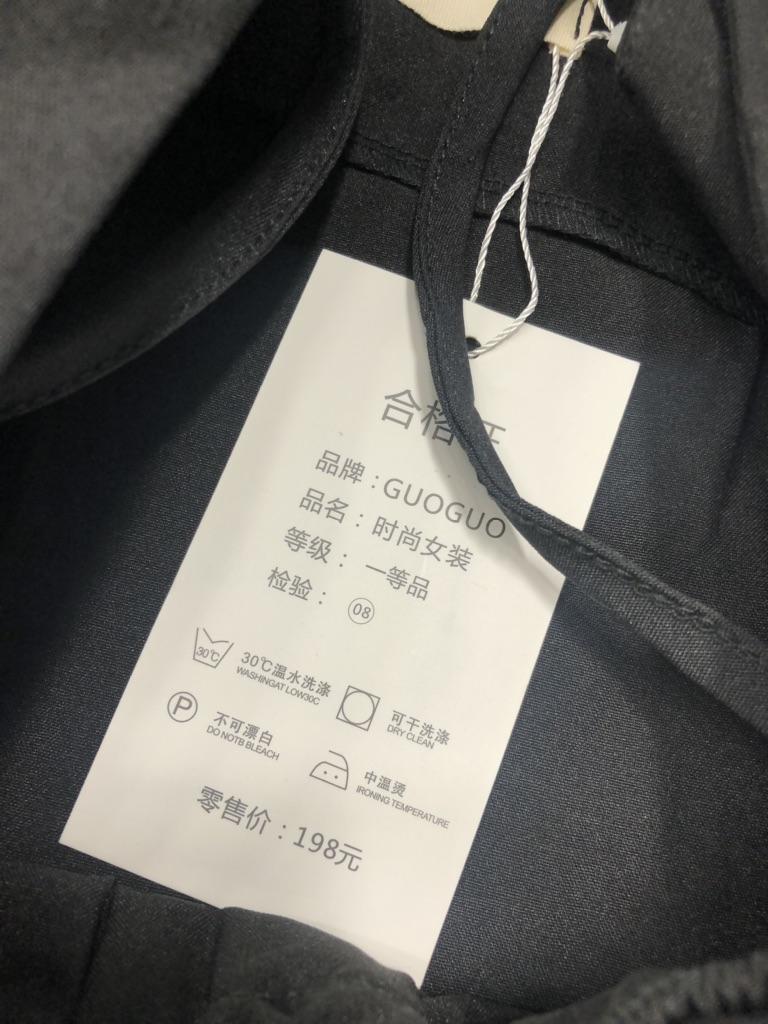 合格证
品牌：GUOGUO
品名：时尚女装
等级：一等品
检验：08
30℃
30℃温水洗涤
WASHINGAT LOW30C
可干洗涤
DRY CLEAN
P
不可漂白
DO NOTB BLEACH
中温烫
IRONING TEMPERATURE
零售价：198元